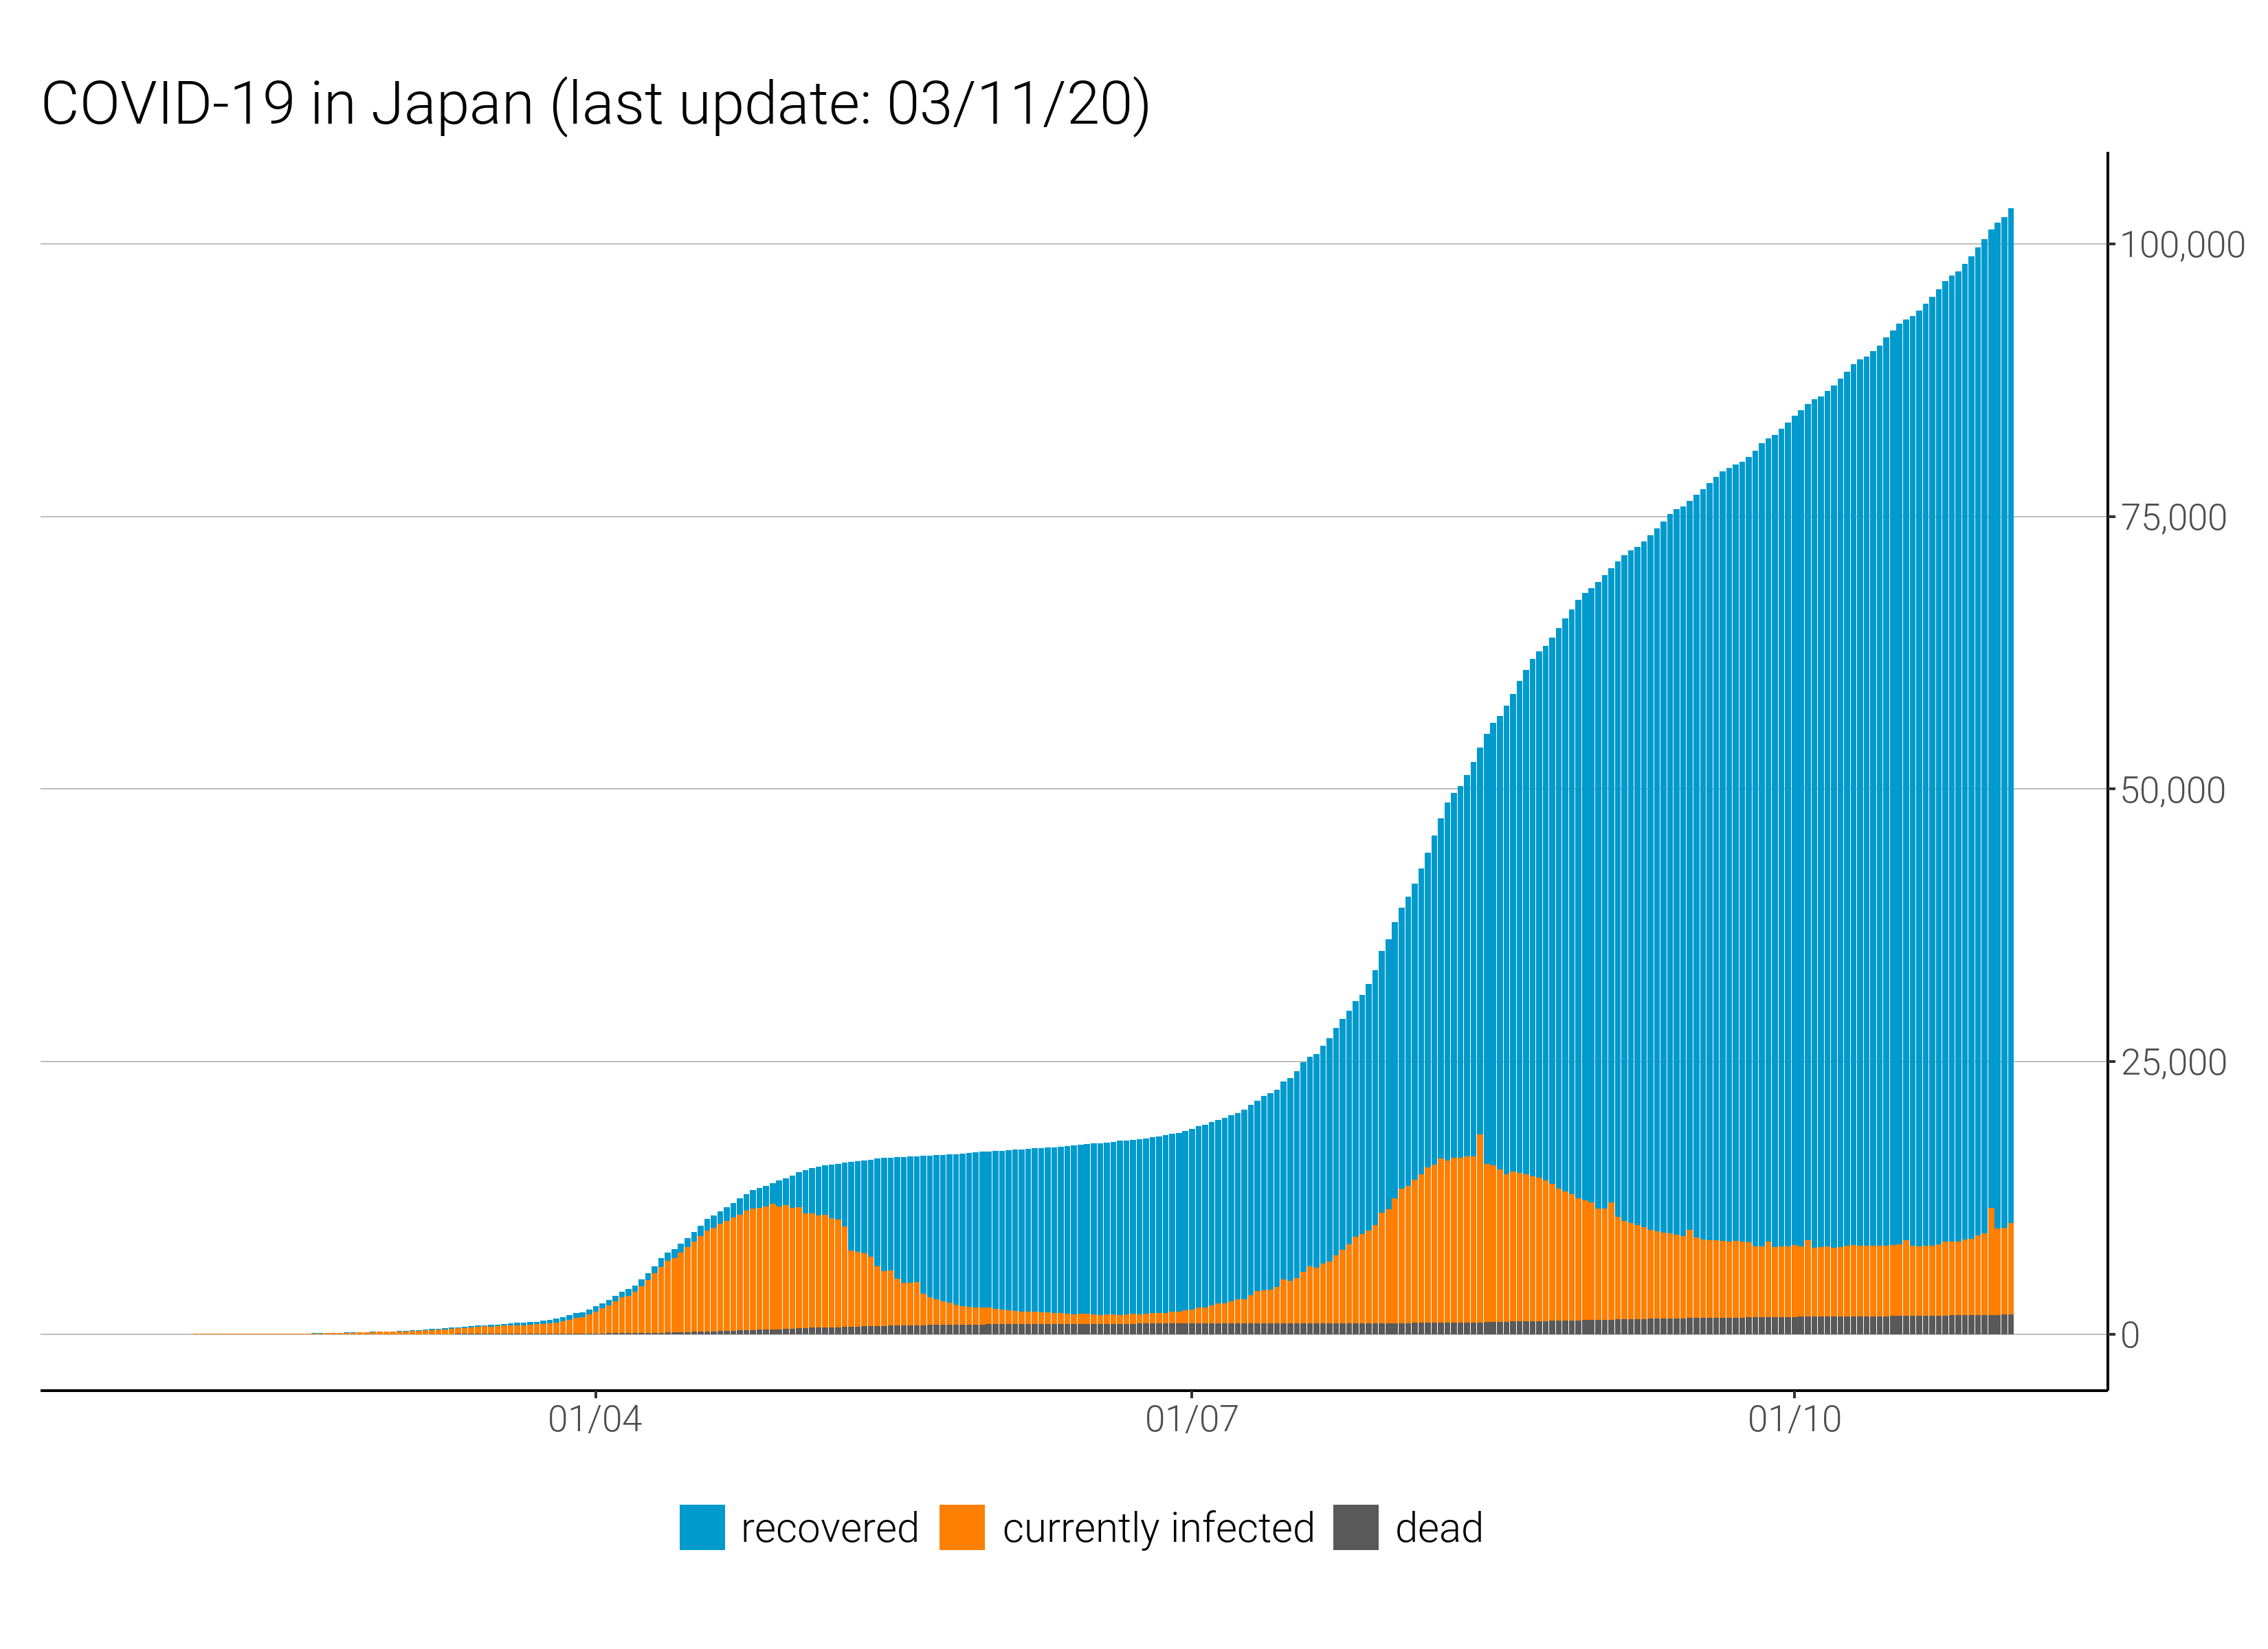 COVID-19 in Japan (last update: 03/11/20)
100,000
75,000
50,000
25,000
0
01/04 01/07 01/10
recovered currently infected dead